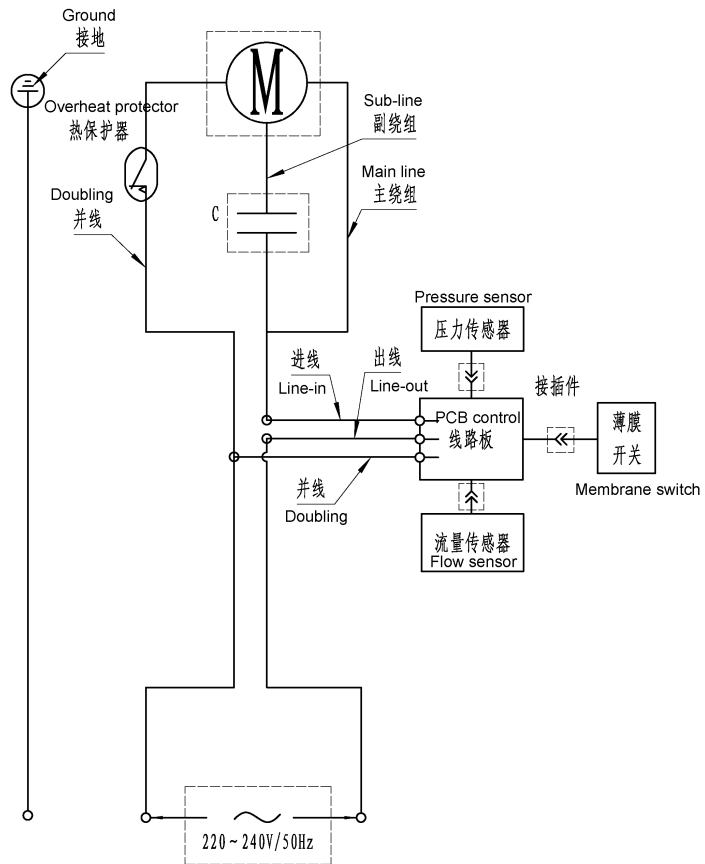 Ground
接地
Overheat protector
热保护器
Doubling
并线
M
Sub-line
副绕组
Main line
主绕组
C
Pressure sensor
压力传感器
进线
Line-in
出线
Line-out
接插件
PCB control
线路板
薄膜
开关
Membrane switch
并线
Doubling
流量传感器
Flow sensor
220~240V/50Hz